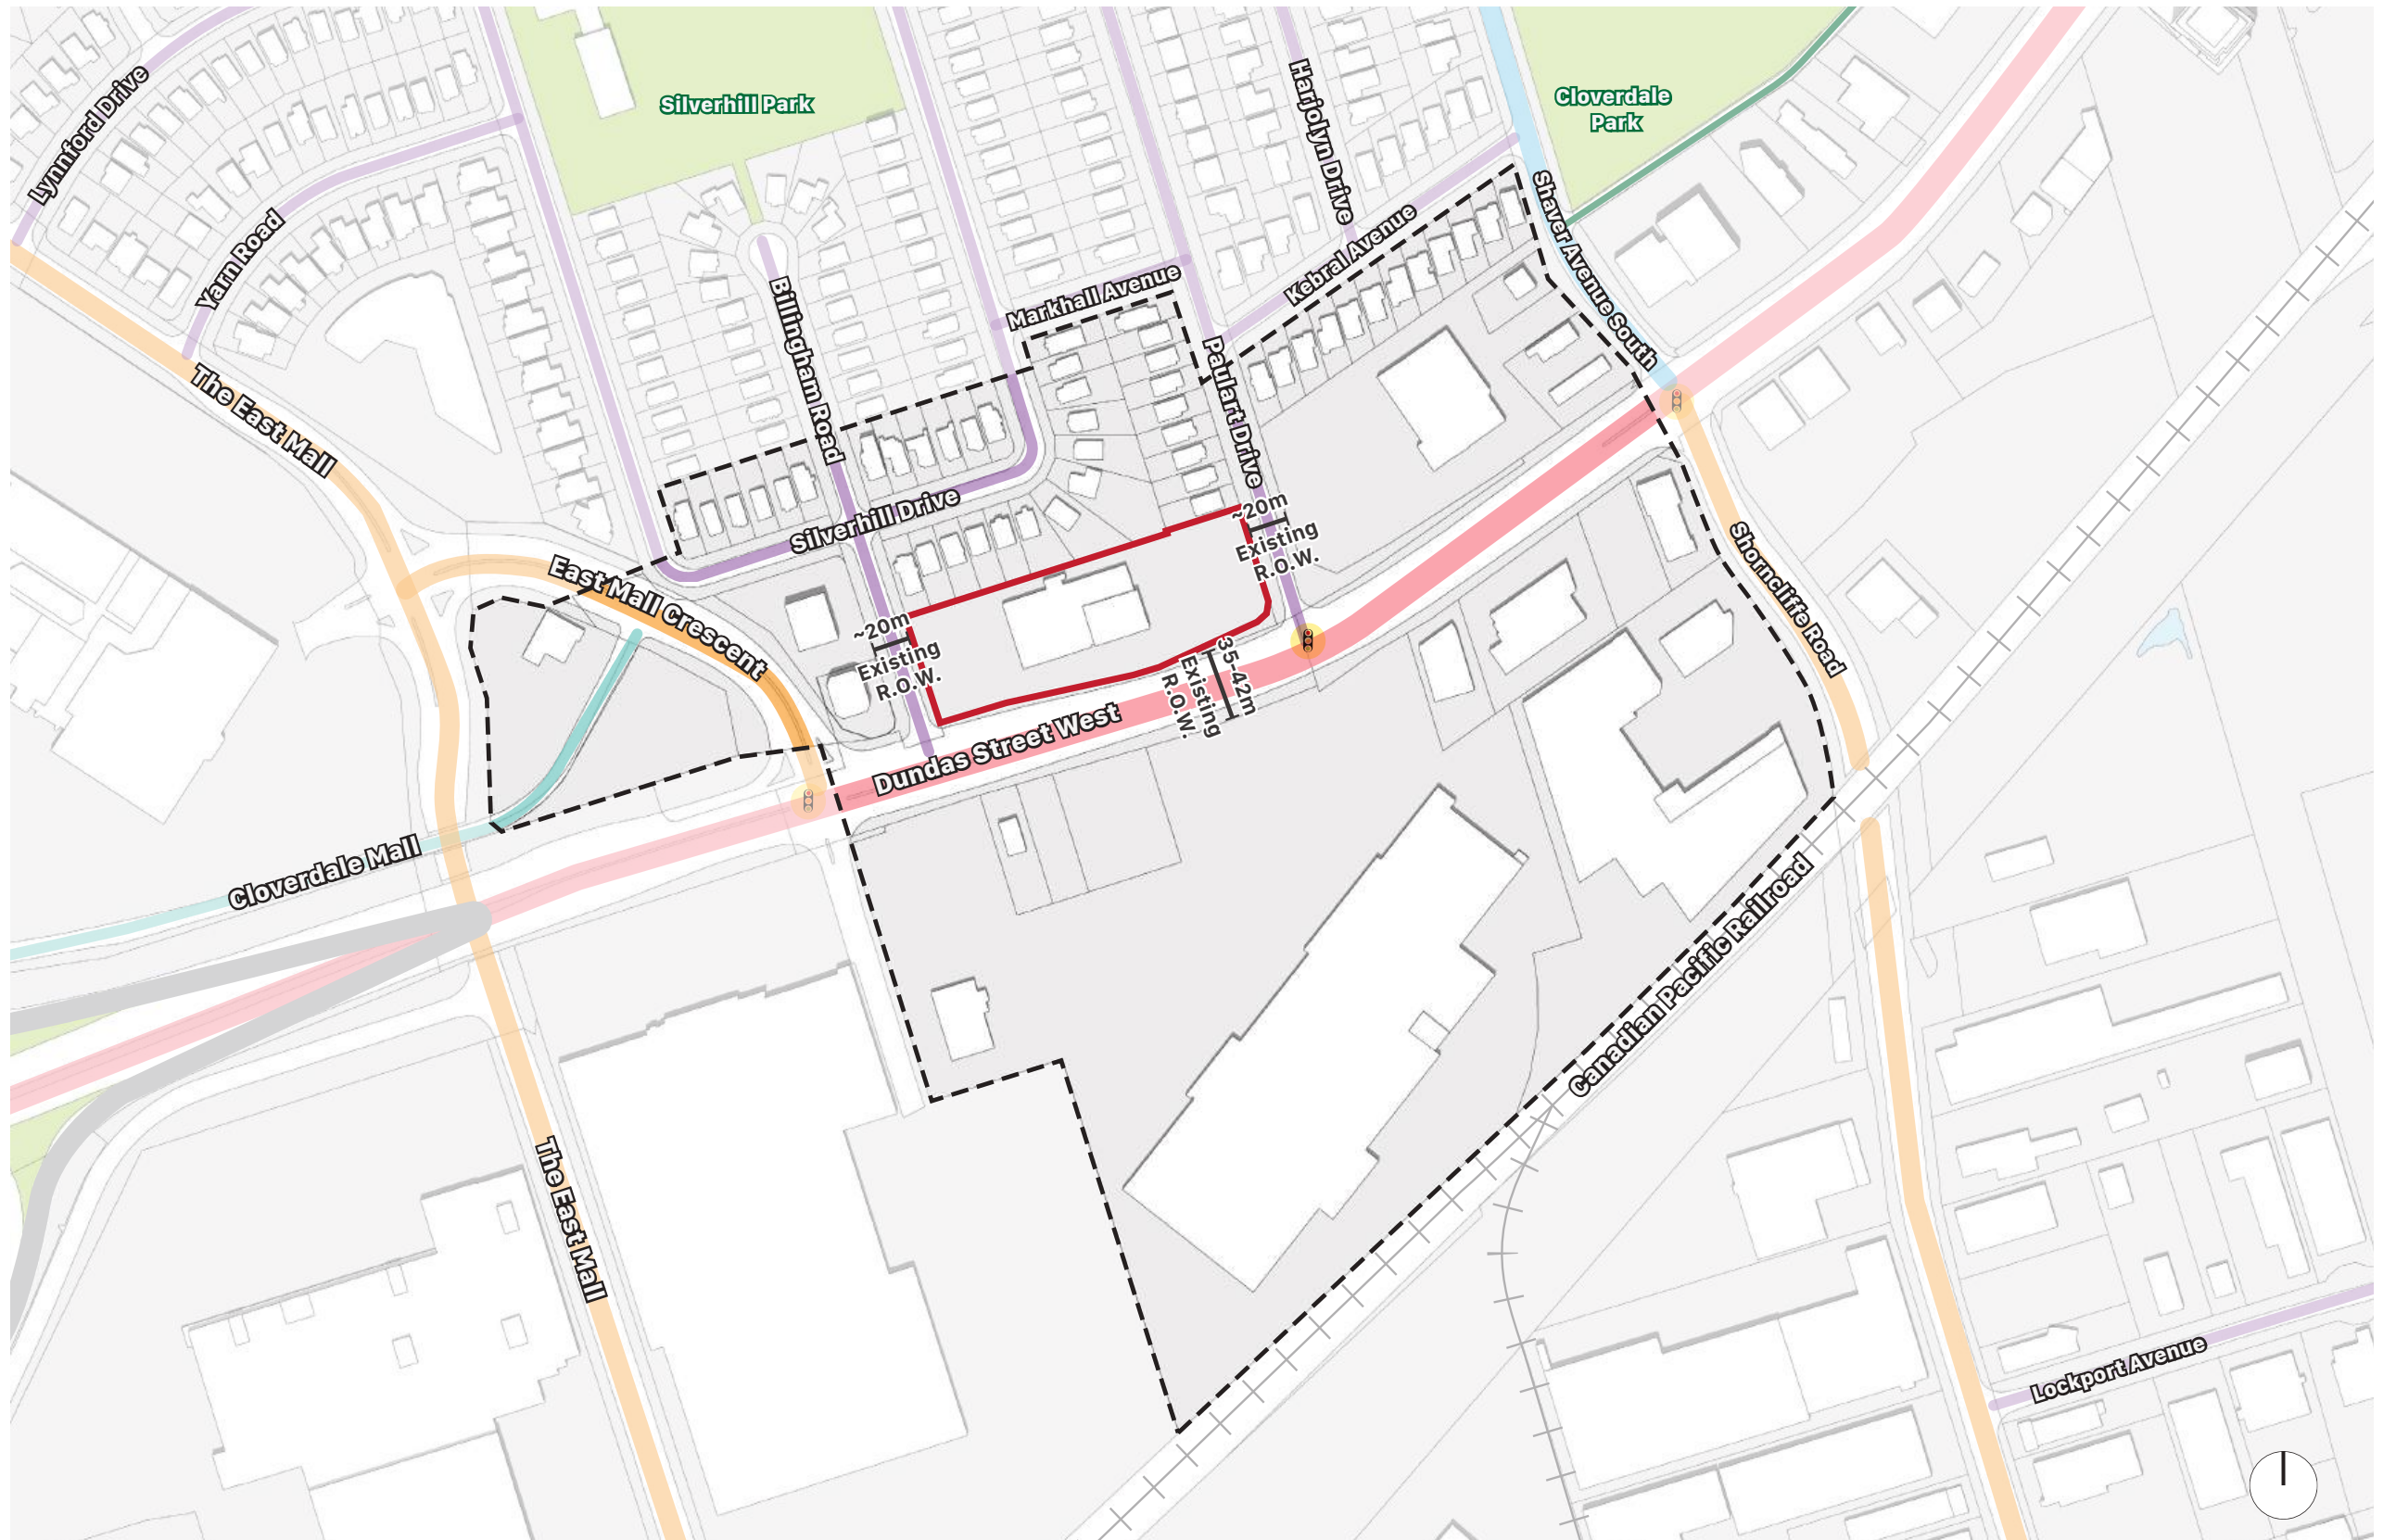 Lynnford Drive
Silverhill Park
Harjolyn Drive
Cloverdale
Park
Yarn Road
Shaver Avenue South
Kebral Avenue
Markhall Avenue
Billingham Road
Paulart Drive
The East Mall
Silverhill Drive
~20m
Existing
R.O.W.
East Mall Crescent
Shorncliffe Road
~20m
Existing
R.O.W.
35-42m
Existing
R.O.W.
Dundas Street West
Cloverdale Mall
Canadian Pacific Railroad
The East Mall
Lockport Avenue